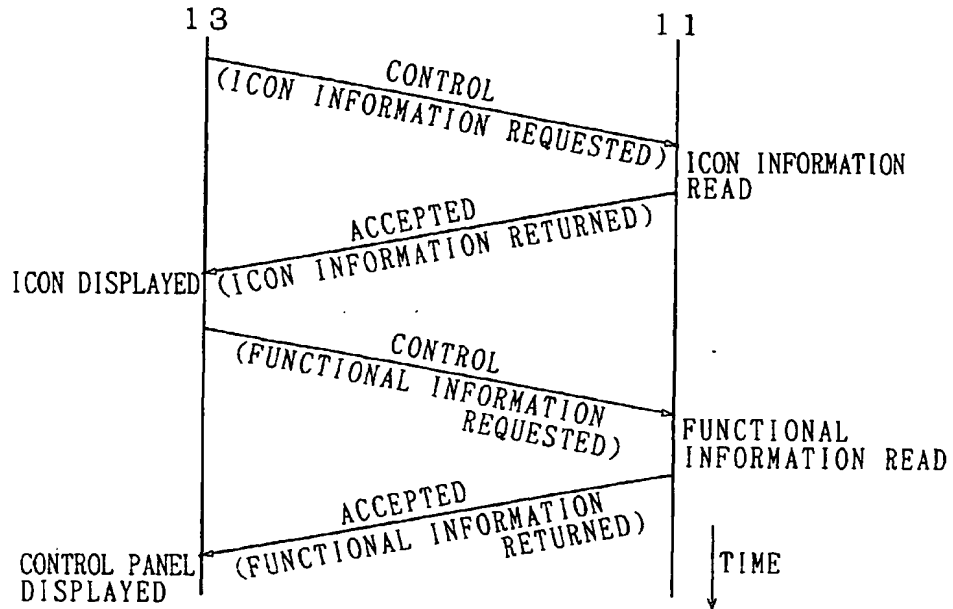 13
11
CONTROL
(ICON INFORMATION REQUESTED)
ICON INFORMATION
READ
ACCEPTED
(ICON INFORMATION RETURNED)
ICON DISPLAYED
CONTROL
(FUNCTIONAL INFORMATION
REQUESTED)
FUNCTIONAL
INFORMATION READ
ACCEPTED
(FUNCTIONAL INFORMATION
RETURNED)
CONTROL PANEL
DISPLAYED
TIME